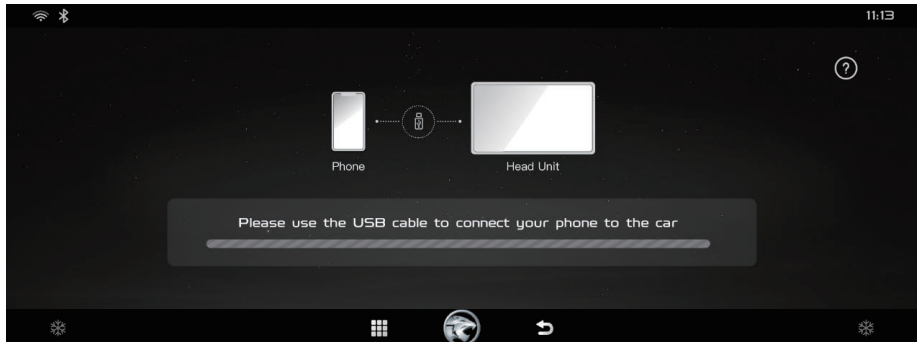 11:13
?
Phone
Head Unit
Please use the USB cable to connect your phone to the car